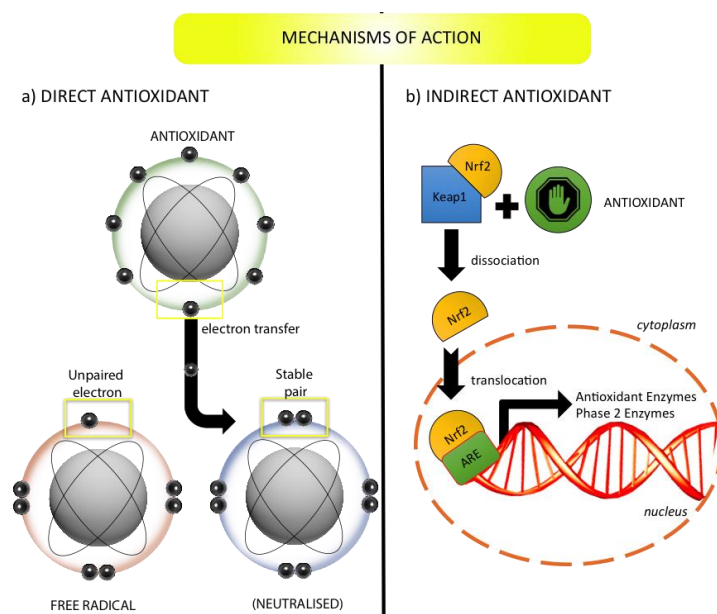 MECHANISMS OF ACTION
a) DIRECT ANTIOXIDANT
ANTIOXIDANT
electron transfer
Unpaired
electron
Stable
pair
FREE RADICAL
(NEUTRALISED)
b) INDIRECT ANTIOXIDANT
Nrf2
Keap1
ANTIOXIDANT
dissociation
Nrf2
cytoplasm
translocation
Antioxidant Enzymes
Phase 2 Enzymes
Nrf2
ARE
nucleus